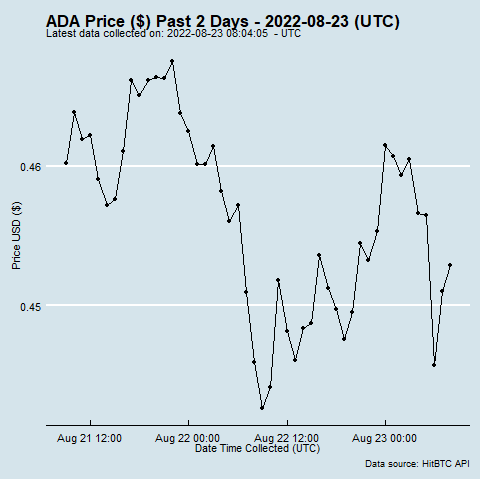 ADA Price ($) Past 2 Days - 2022-08-23 (UTC)
Latest data collected on: 2022-08-23 08:04:05 - UTC
0.46
Price USD ($)
0.45
Aug 21 12:00 Aug 22 00:00 Aug 22 12:00 Aug 23 00:00
Date Time Collected (UTC)
Data source: HitBTC API